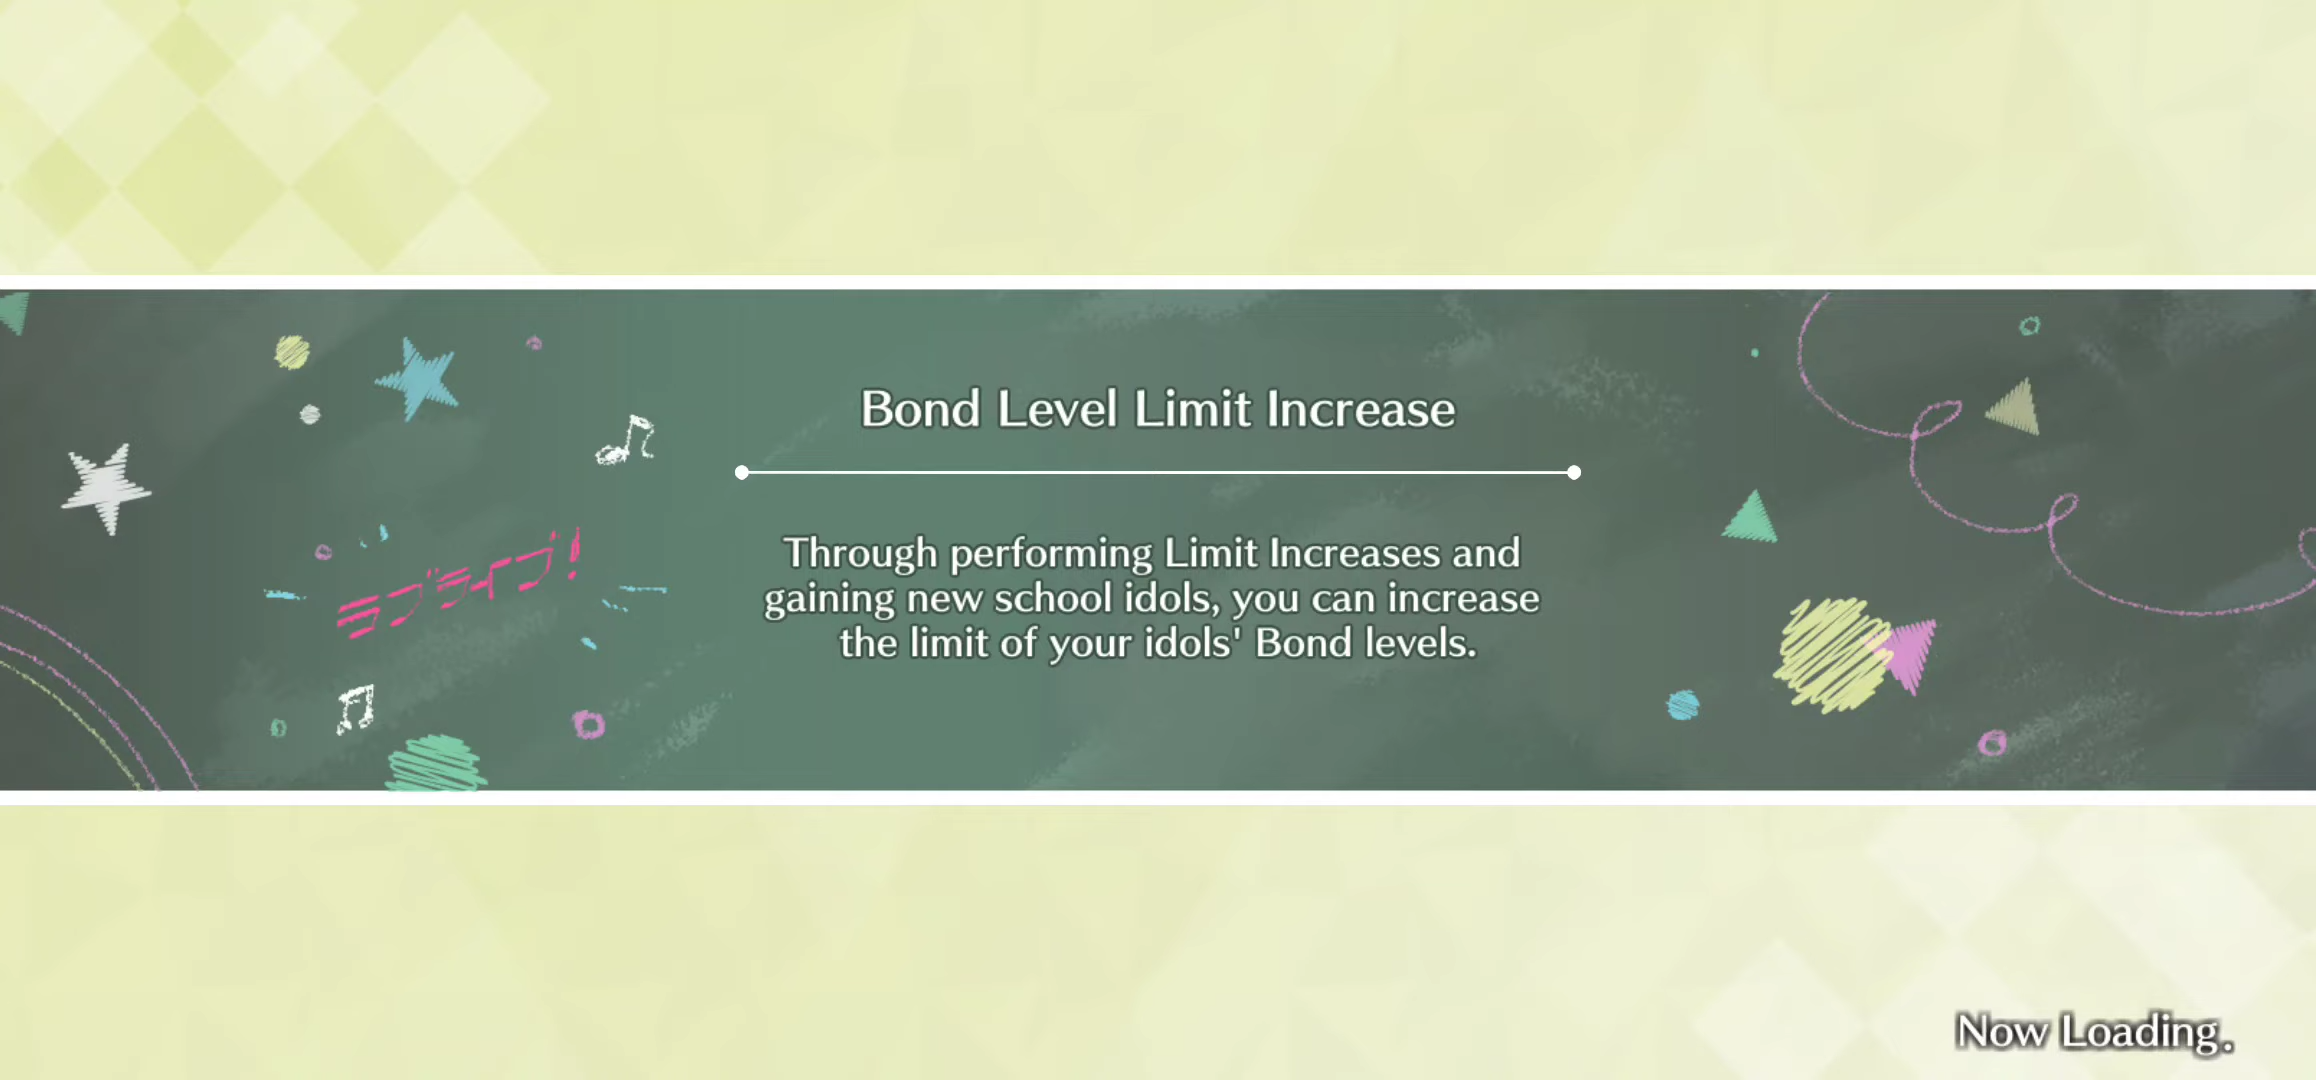 Bond Level Limit Increase
ラブライブ!
Through performing Limit Increases and
gaining new school idols, you can increase
the limit of your idols' Bond levels.
Now Loading.